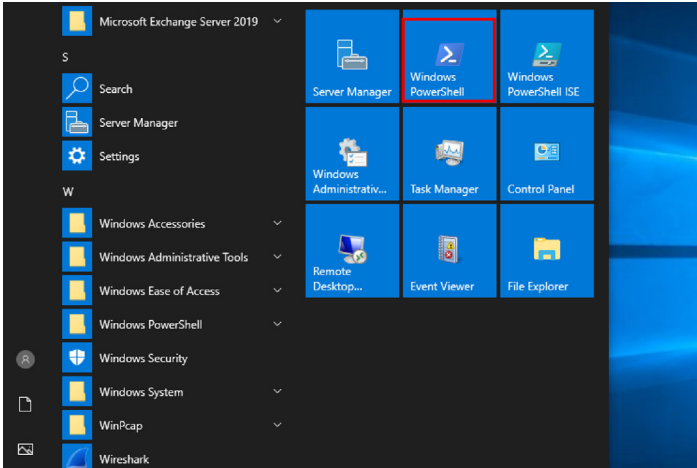 Microsoft Exchange Server 2019
S
Search
Server Manager
Settings
W
Windows Accessories
Windows Administrative Tools
Windows Ease of Access
Windows PowerShell
Windows Security
Windows System
WinPcap
Wireshark
Server Manager
Windows
PowerShell
Windows
PowerShell ISE
Windows
Administrativ...
Task Manager
Control Panel
Remote
Desktop...
Event Viewer
File Explorer